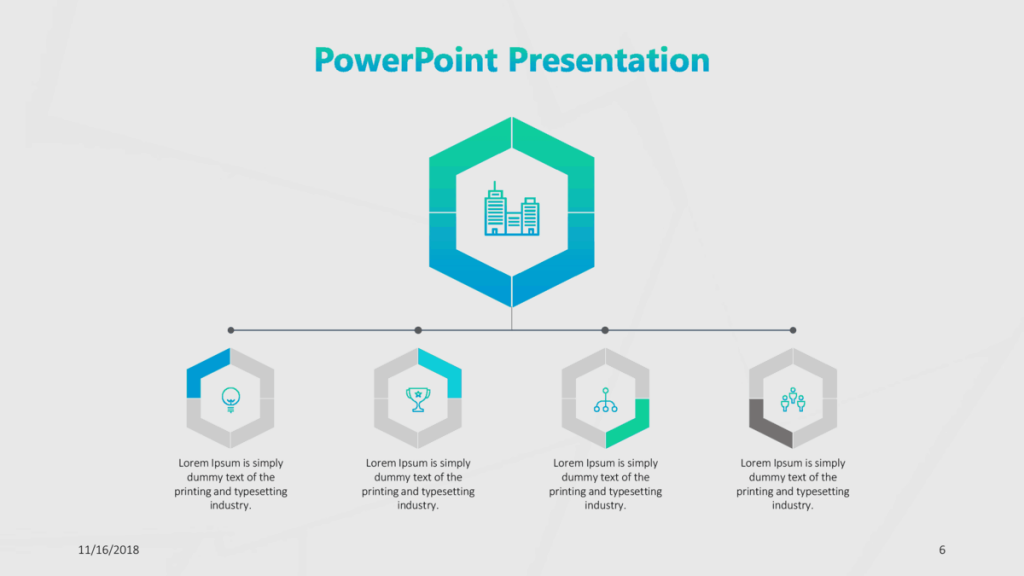 PowerPoint Presentation
Lorem Ipsum is simply
dummy text of the
printing and typesetting
industry.
Lorem Ipsum is simply
dummy text of the
printing and typesetting
industry.
Lorem Ipsum is simply
dummy text of the
printing and typesetting
industry.
Lorem Ipsum is simply
dummy text of the
printing and typesetting
industry.
11/16/2018
6